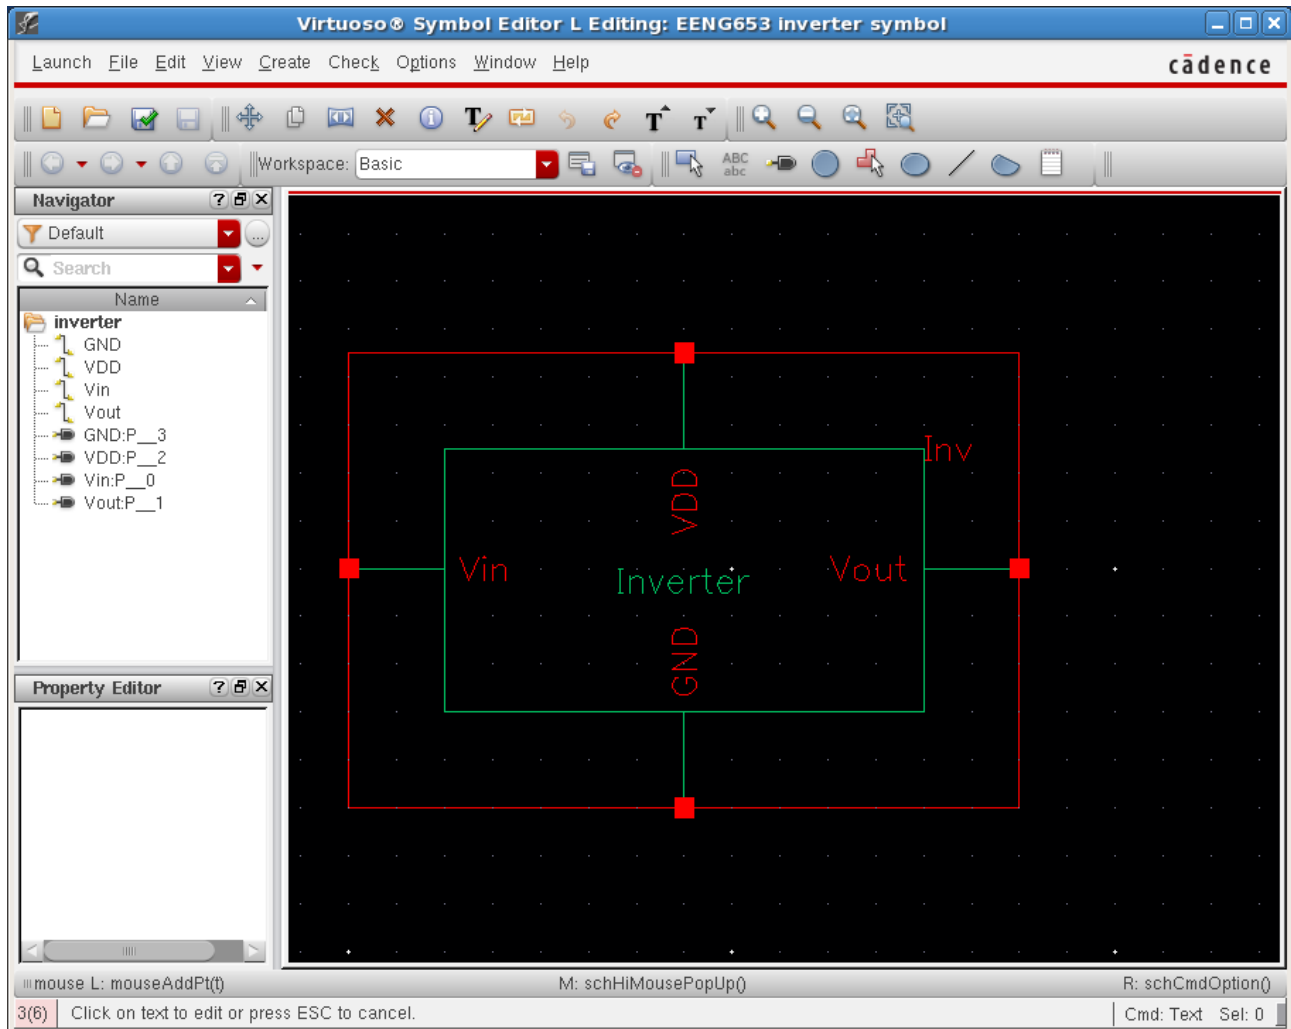 Virtuoso® Symbol Editor L Editing: EENG653 inverter symbol
Launch File Edit View Create Check Options Window Help
cādence
Workspace: Basic
ABC
abc
Navigator
Default
Search
Name
inverter
GND
VDD
Vin
Vout
GND:P__3
VDD:P__2
Vin:P__0
Vout:P__1
Property Editor
Inv
VDD
Vin
Inverter
Vout
GND
mouse L: mouseAddPt(t) M: schHiMousePopUp() R: schCmdOption()
3(6) Click on text to edit or press ESC to cancel. Cmd: Text Sel: 0